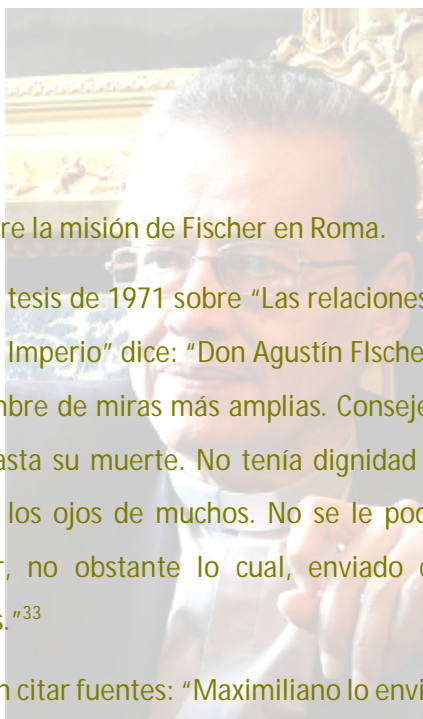 re la misión de Fischer en Roma.
tesis de 1971 sobre "Las relaciones
Imperio" dice: "Don Agustín FIsche
nbre de miras más amplias. Conseje
asta su muerte. No tenía dignidad
los ojos de muchos. No se le pod
r, no obstante lo cual, enviado
s."33
n citar fuentes: "Maximiliano lo envi